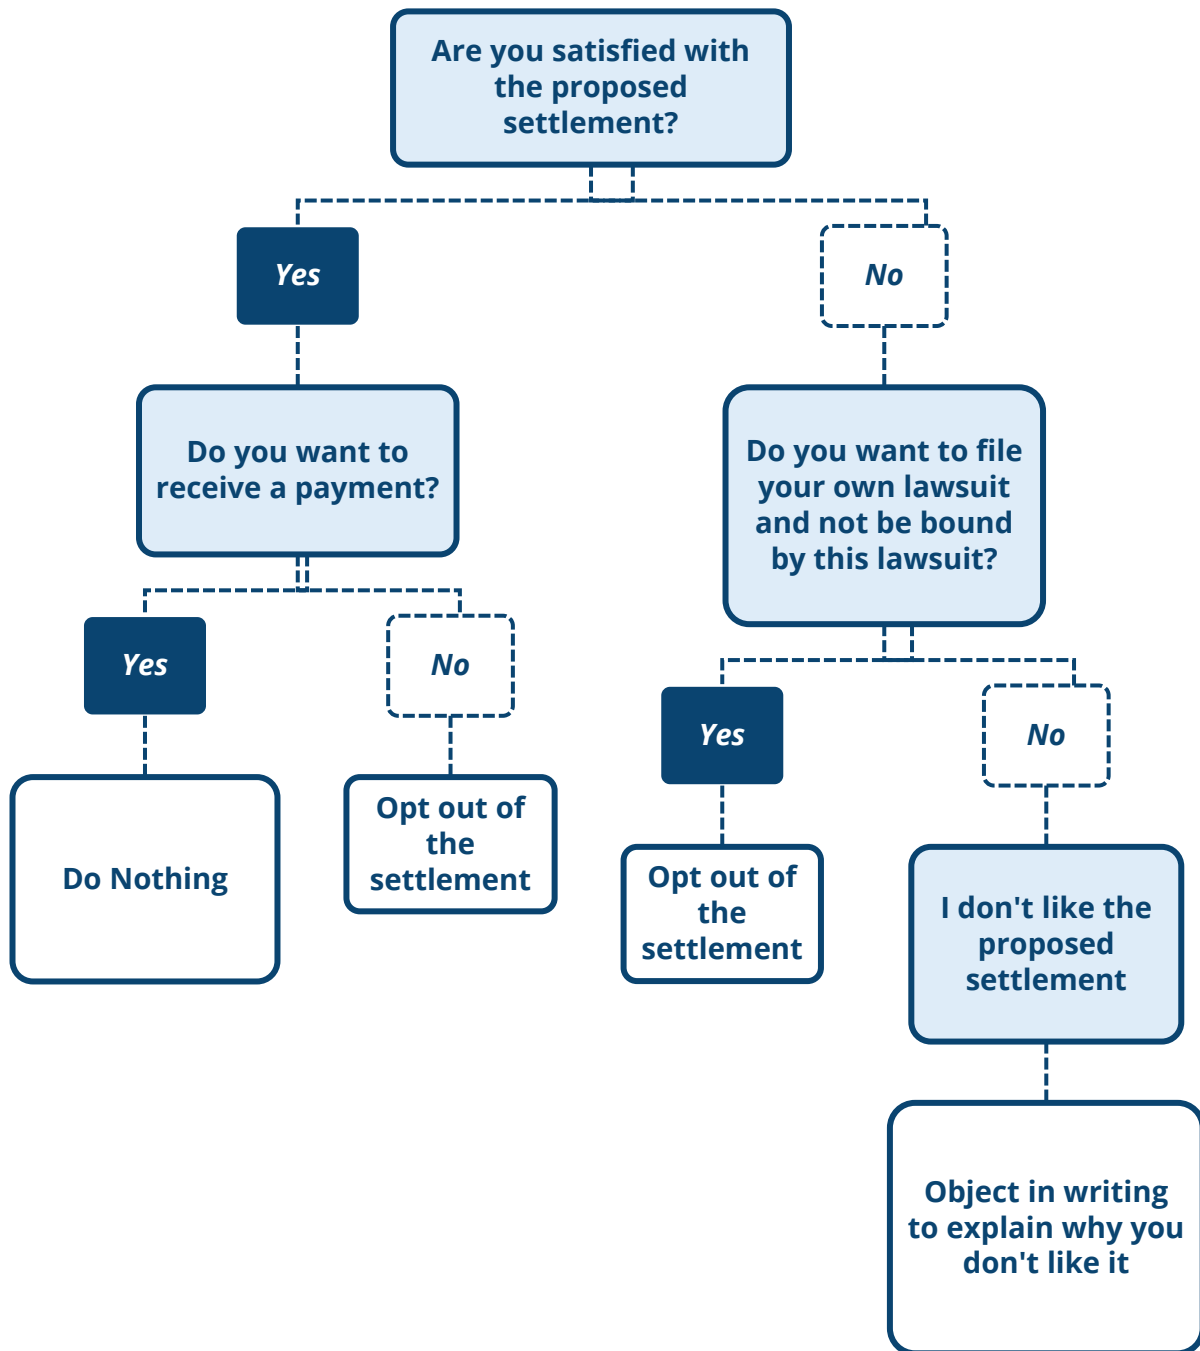 Are you satisfied with
the proposed
settlement?
Yes
No
Do you want to
receive a payment?
Do you want to file
your own lawsuit
and not be bound
by this lawsuit?
Yes
No
Yes
No
Do Nothing
Opt out of
the
settlement
Opt out of
the
settlement
I don't like the
proposed
settlement
Object in writing
to explain why you
don't like it